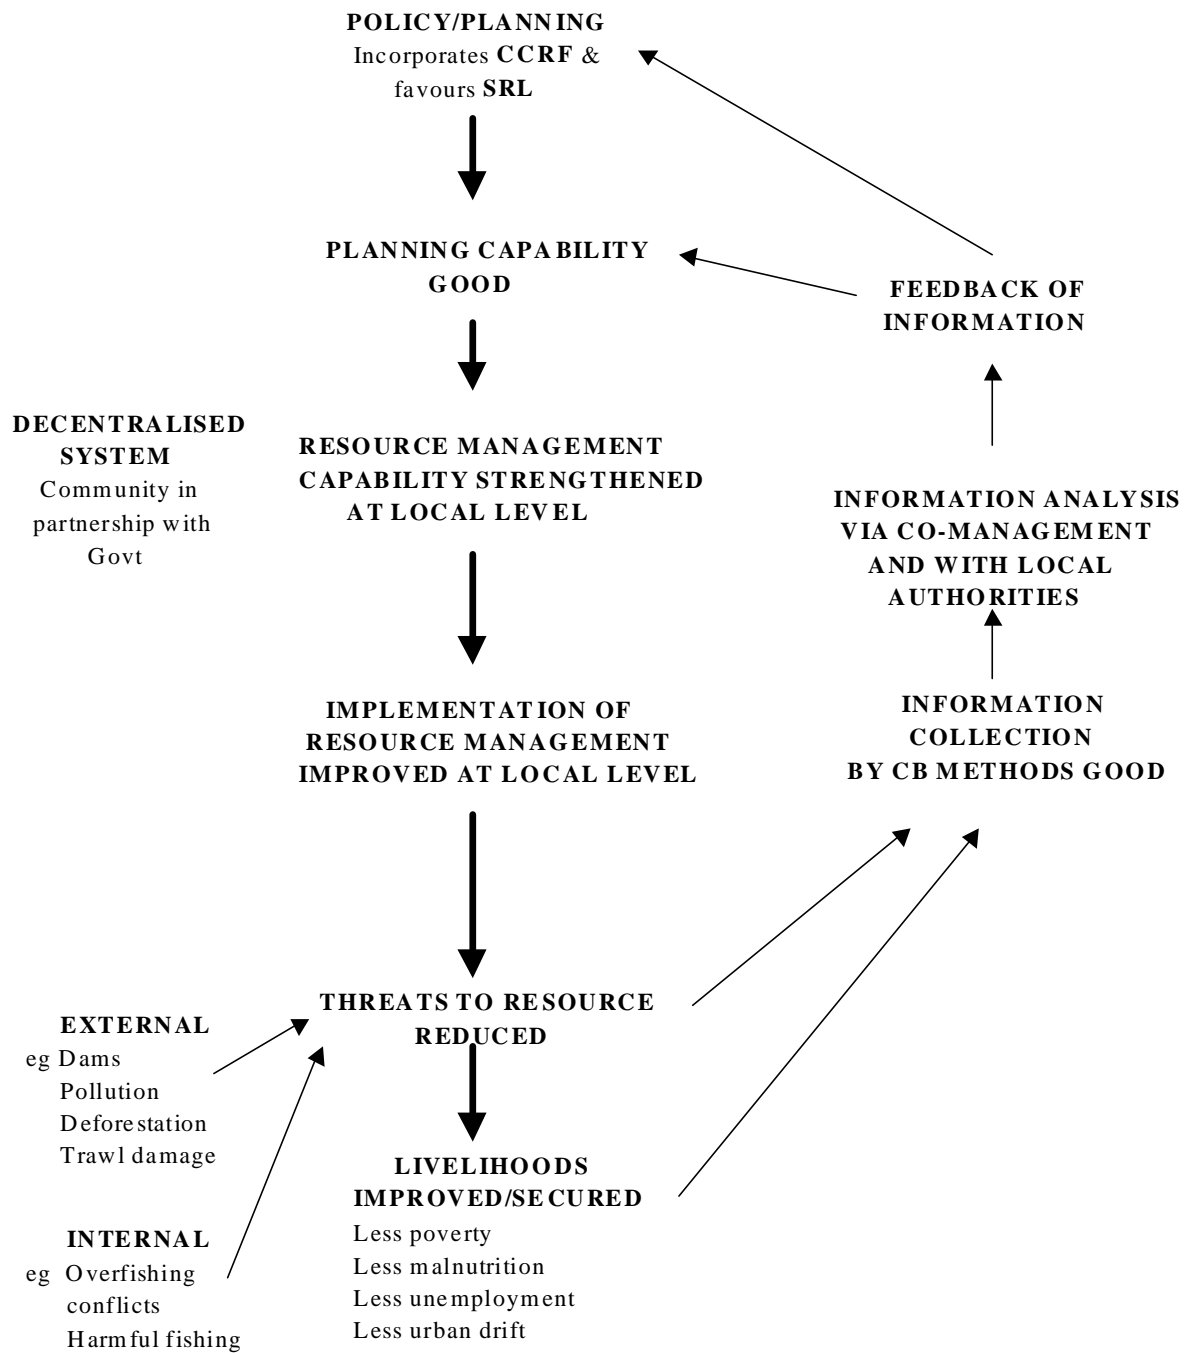 POLICY/PLANNING
Incorporates CCRF &
favours SRL
PLANNING CAPABILITY
GOOD
FEEDBACK OF
INFORMATION
DECENTRALISED
SYSTEM
Community in
partnership with
Govt
RESOURCE MANAGEMENT
CAPABILITY STRENGTHENED
AT LOCAL LEVEL
INFORMATION ANALYSIS
VIA CO-MANAGEMENT
AND WITH LOCAL
AUTHORITIES
IMPLEMENTATION OF
RESOURCE MANAGEMENT
IMPROVED AT LOCAL LEVEL
INFORMATION
COLLECTION
BY CB METHODS GOOD
THREATS TO RESOURCE
REDUCED
EXTERNAL
eg Dams
Pollution
Deforestation
Trawl damage
LIVELIHOODS
IMPROVED/SECURED
Less poverty
Less malnutrition
Less unemployment
Less urban drift
INTERNAL
eg Overfishing
conflicts
Harmful fishing